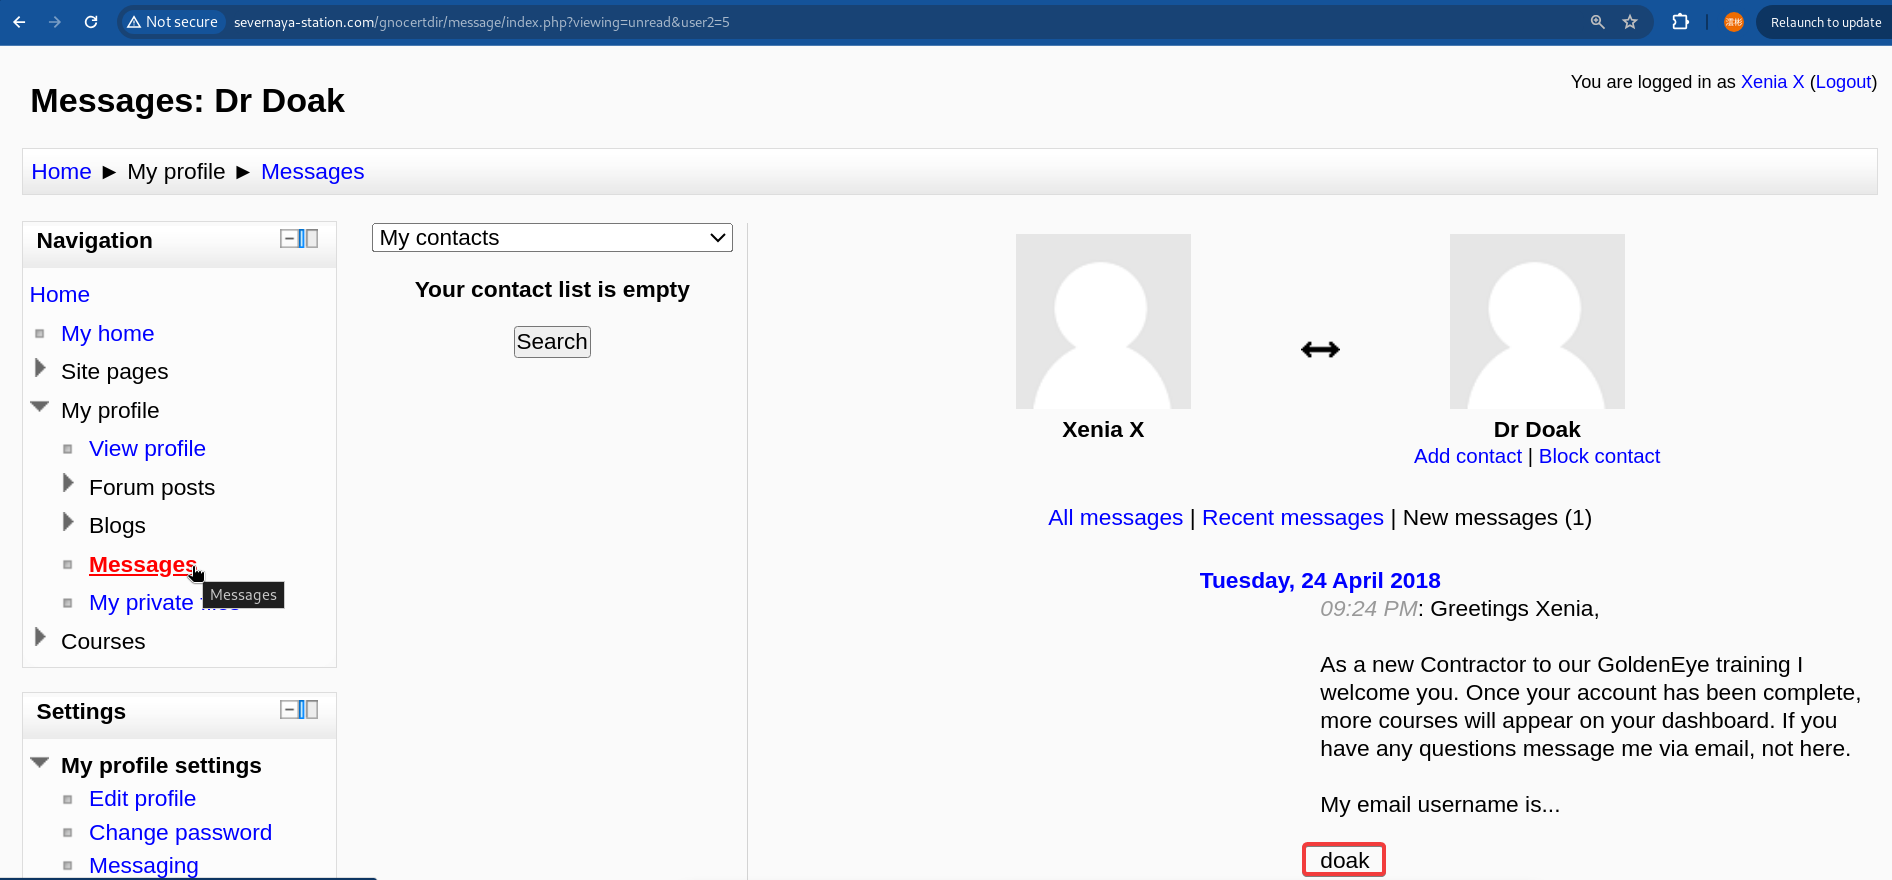 Not secure
severnaya-station.com/gnocertdir/message/index.php?viewing=unread&user2=5
Relaunch to update
Messages: Dr Doak
You are logged in as Xenia X (Logout)
Home ► My profile ► Messages
Navigation
Home
My home
Site pages
My profile
View profile
Forum posts
Blogs
Messages
Messages
My private
Courses
Settings
My profile settings
Edit profile
Change password
Messaging
My contacts
Your contact list is empty
Search
Xenia X
Dr Doak
Add contact | Block contact
All messages | Recent messages | New messages (1)
Tuesday, 24 April 2018
09:24 PM: Greetings Xenia,
As a new Contractor to our GoldenEye training I
welcome you. Once your account has been complete,
more courses will appear on your dashboard. If you
have any questions message me via email, not here.
My email username is...
doak